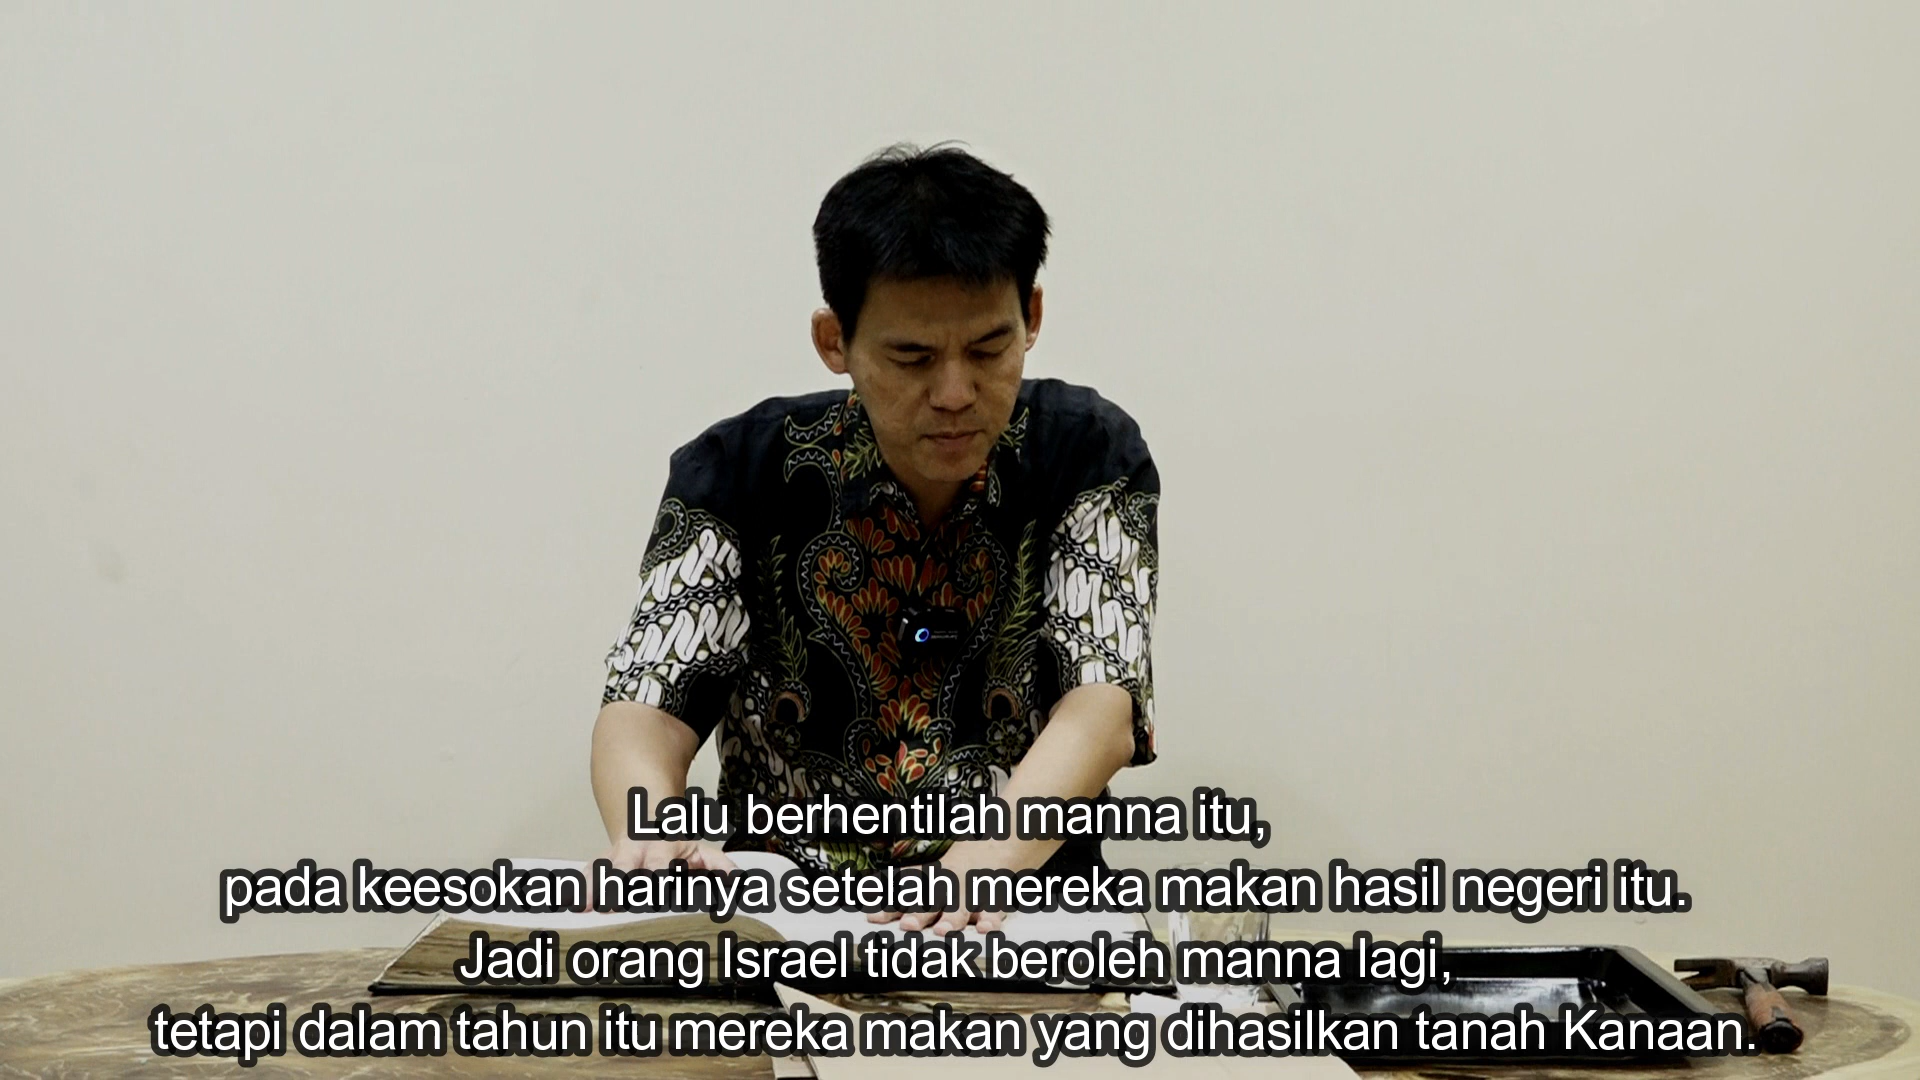 Lalu berhentilah manna itu,
pada keesokan harinya setelah mereka makan hasil negeri itu.
Jadi orang Israel tidak beroleh manna lagi,
tetapi dalam tahun itu mereka makan yang dihasilkan tanah Kanaan.